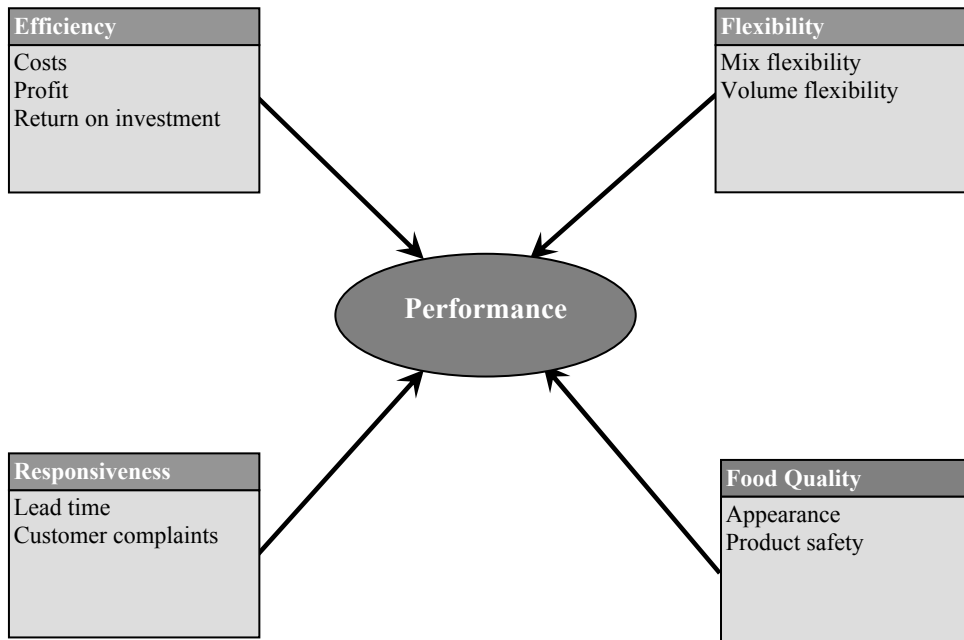 Efficiency
Costs
Profit
Return on investment
Flexibility
Mix flexibility
Volume flexibility
Performance
Responsiveness
Lead time
Customer complaints
Food Quality
Appearance
Product safety